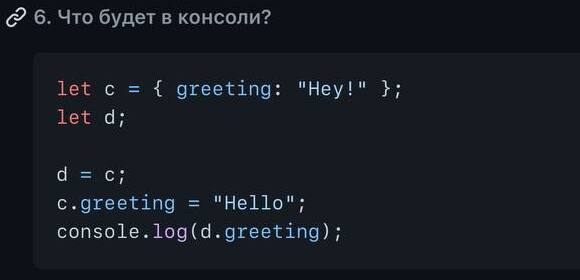 6. Что будет в консоли?
let c = { greeting: "Hey!" };
let d;
d = c;
c.greeting = "Hello";
console.log(d.greeting);